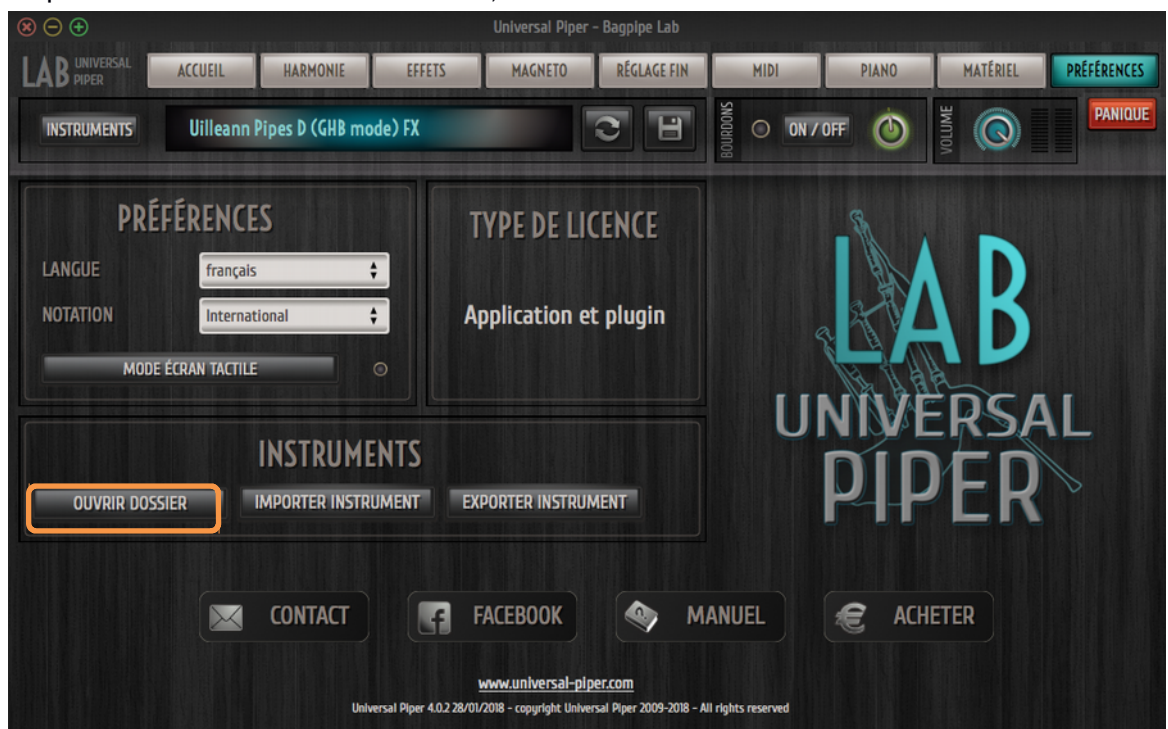 Universal Piper – Bagpipe Lab
LAB UNIVERSAL PIPER
ACCUEIL
HARMONIE
EFFETS
MAGNETO
RÉGLAGE FIN
MIDI
PIANO
MATÉRIEL
PRÉFÉRENCES
INSTRUMENTS
Uilleann Pipes D (GHB mode) FX
BOURDONS
ON / OFF
VOLUME
PANIQUE
PRÉFÉRENCES
LANGUE
français
NOTATION
International
MODE ÉCRAN TACTILE
TYPE DE LICENCE
Application et plugin
INSTRUMENTS
OUVRIR DOSSIER
IMPORTER INSTRUMENT
EXPORTER INSTRUMENT
LAB
UNIVERSAL
PIPER
CONTACT
FACEBOOK
MANUEL
ACHETER
www.universal-piper.com
Universal Piper 4.0.2 28/01/2018 – copyright Universal Piper 2009-2018 – All rights reserved